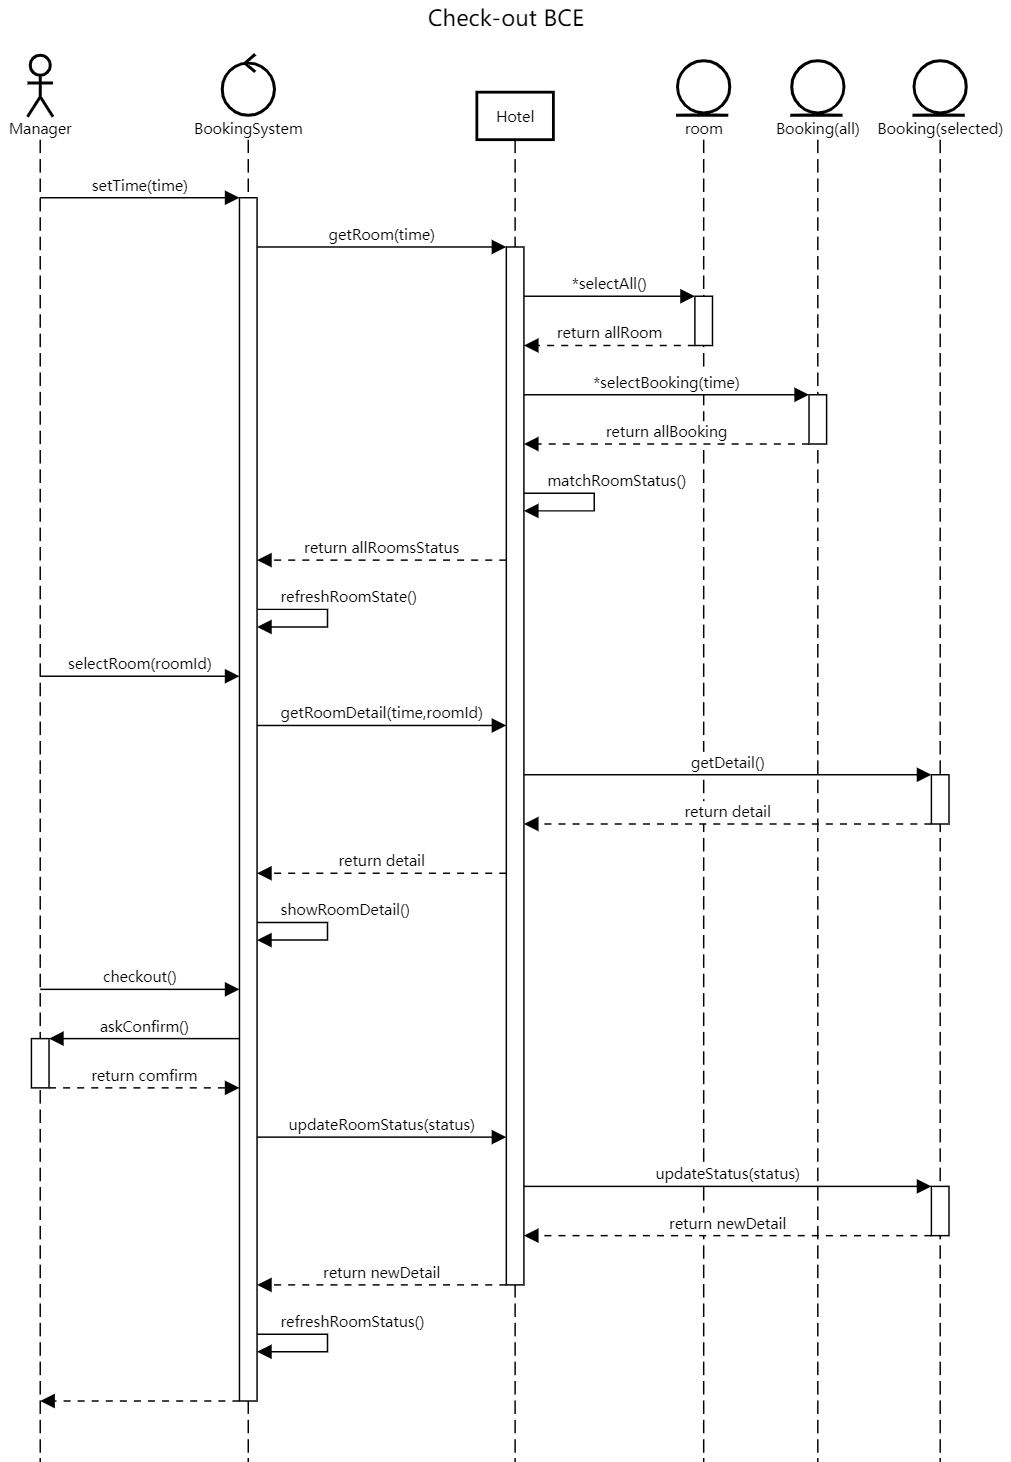 Check-out BCE
Manager
BookingSystem
Hotel
room
Booking(all)
Booking(selected)
setTime(time)
getRoom(time)
*selectAll()
return allRoom
*selectBooking(time)
return allBooking
matchRoomStatus()
return allRoomsStatus
refreshRoomState()
selectRoom(roomId)
getRoomDetail(time,roomId)
getDetail()
return detail
return detail
showRoomDetail()
checkout()
askConfirm()
return comfirm
updateRoomStatus(status)
updateStatus(status)
return newDetail
return newDetail
refreshRoomStatus()